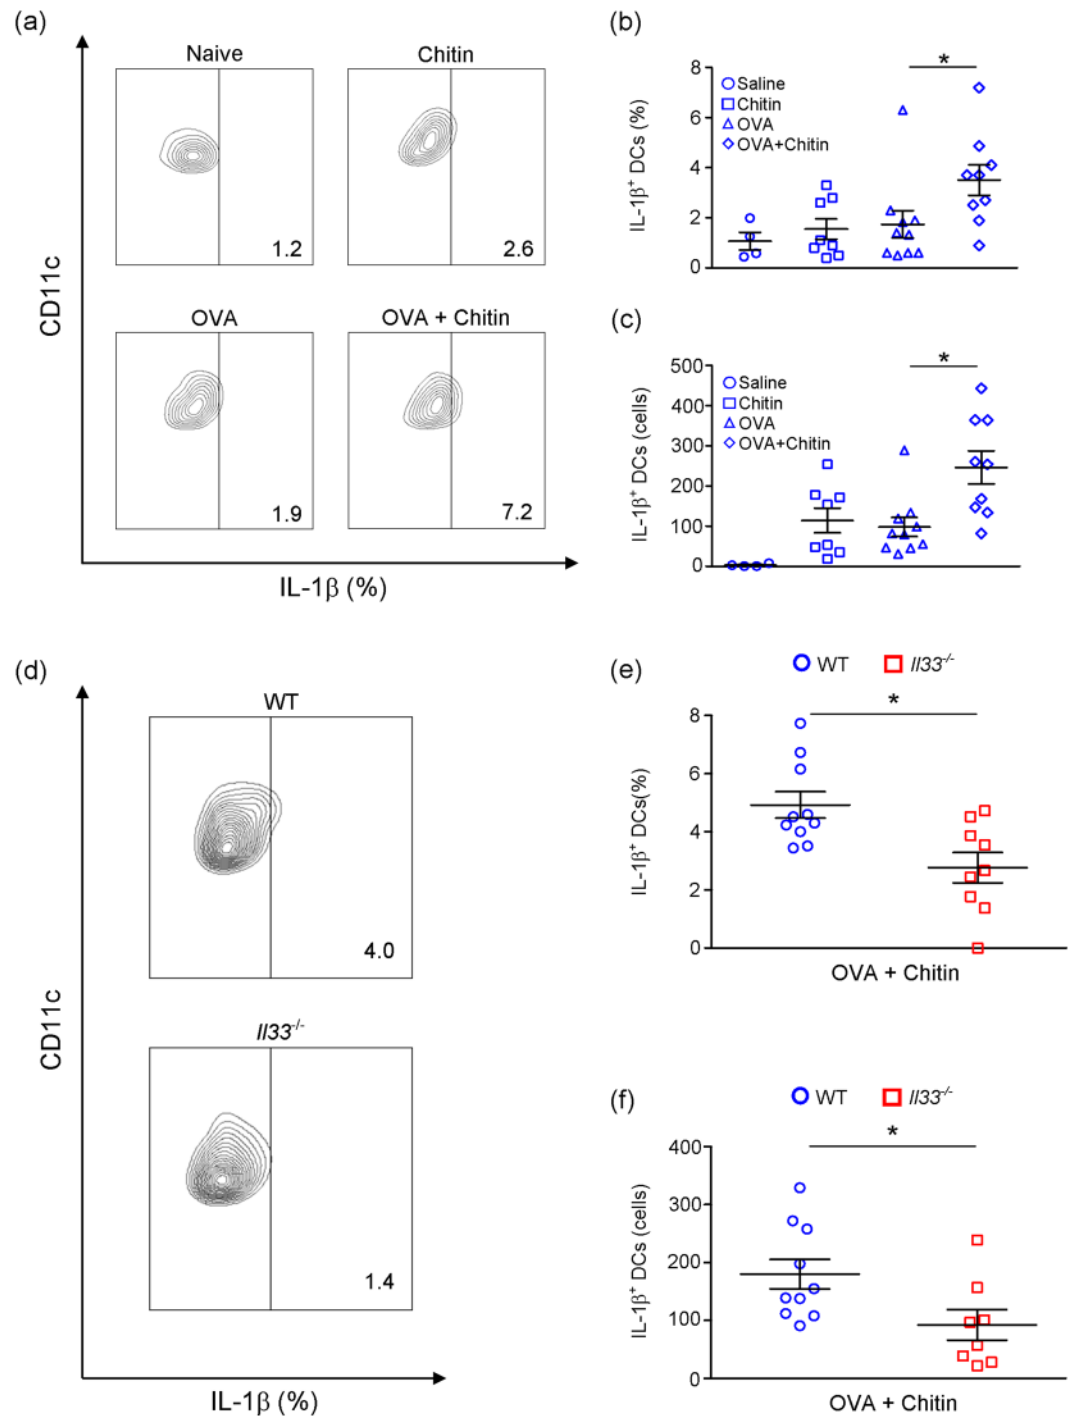 (a)
Naive
Chitin
1.2
2.6
OVA
OVA + Chitin
1.9
7.2
CD11c
IL-1β (%)
(b)
8
6
4
2
0
IL-1β⁺ DCs (%)
Saline
Chitin
OVA
OVA+Chitin
*
(c)
500
400
300
200
100
0
IL-1β⁺ DCs (cells)
Saline
Chitin
OVA
OVA+Chitin
*
(d)
WT
4.0
Il33⁻/⁻
1.4
CD11c
IL-1β (%)
(e)
WT
Il33⁻/⁻
*
8
6
4
2
0
IL-1β⁺ DCs(%)
OVA + Chitin
(f)
WT
Il33⁻/⁻
*
400
300
200
100
0
IL-1β⁺ DCs (cells)
OVA + Chitin